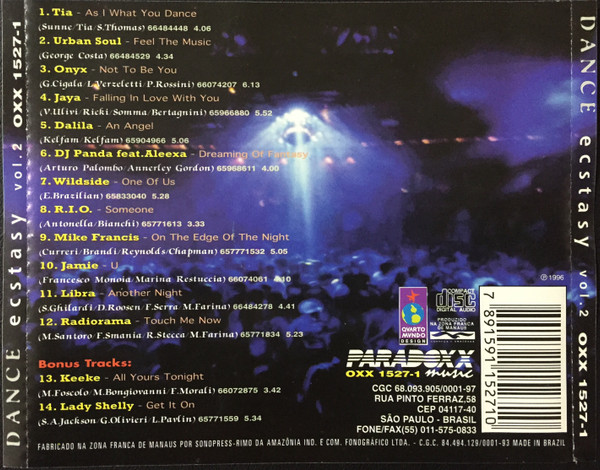 DANCE ecstasy vol.2 OXX 1527-1
1. Tia - As I What You Dance
(Sunne/Tia/S.Thomas) 66484448 4.06
2. Urban Soul - Feel The Music
(George Costa) 66484529 4.34
3. Onyx - Not To Be You
(G.Cigala/L.Perzeletti/P.Rossini) 66074207 6.13
4. Jaya - Falling In Love With You
(V.Ulivi/Ricki/Somma/Bertagnini) 65966880 5.52
5. Dalila - An Angel
(Kelfam/Kelfam) 65904966 5.06
6. DJ Panda feat.Aleexa - Dreaming Of Fantasy
(Arturo Palombo/Annerley Gordon) 65968611 4.00
7. Wildside - One Of Us
(E.Brazilian) 65833040 5.28
8. R.I.O. - Someone
(Antonella/Bianchi) 65771613 3.33
9. Mike Francis - On The Edge Of The Night
(Curreri/Brandi/Reynolds/Chapman) 657771532 5.05
10. Jamie - U
(Francesco Monoia/Marina Restuccia) 66074061 4.10
11. Libra - Another Night
(S.Ghilardi/D.Roosen/F.Serra M.Farina) 66484278 4.41
12. Radiorama - Touch Me Now
(M.Santoro F.Smania/R.Stecca/M.Farina) 65771834 5.23
Bonus Tracks:
13. Keeke - All Yours Tonight
(M.Foscolo/M.Bongiovanni/F.Morali) 66072875 3.42
14. Lady Shelly - Get It On
(S.A.Jackson/G.Olivieri/L.Pavlin) 65771559 5.34
℗ 1996
QVARTO
MVNDO
DESIGN
COMPACT
disc
DIGITAL AUDIO
PRODUZIDO
NA ZONA FRANCA
DE MANAUS
PARADOXX
OXX 1527-1 music
CGC 68.093.905/0001-97
RUA PINTO FERRAZ.58
CEP 04117-40
SÃO PAULO - BRASIL
FONE/FAX(55) 011-575-0833
7 891591 152710
FABRICADO NA ZONA FRANCA DE MANAUS POR SONOPRESS-RIMO DA AMAZÔNIA IND. E COM. FONOGRÁFICO LTDA. - C.G.C. 84.494.129/0001-93 MADE IN BRAZIL
DANCE ecstasy vol.2 OXX 1527-1